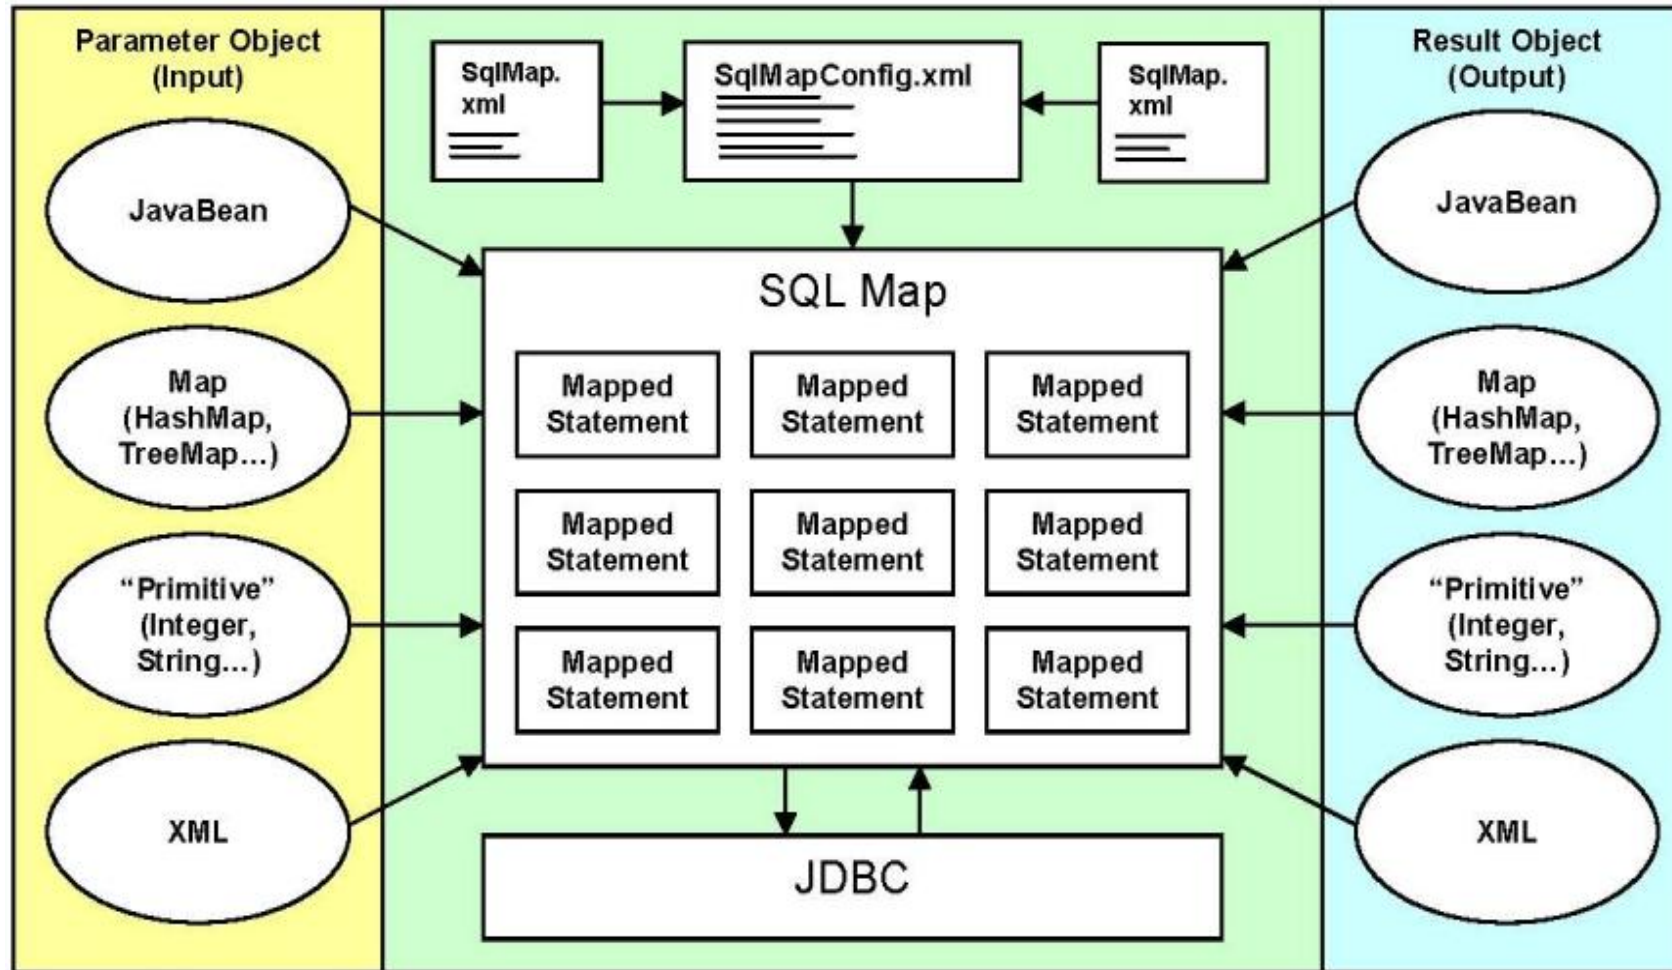 Parameter Object
(Input)
JavaBean
Map
(HashMap,
TreeMap...)
“Primitive”
(Integer,
String...)
XML
SqlMap.
xml
SqlMapConfig.xml
SqlMap.
xml
SQL Map
Mapped
Statement
Mapped
Statement
Mapped
Statement
Mapped
Statement
Mapped
Statement
Mapped
Statement
Mapped
Statement
Mapped
Statement
Mapped
Statement
JDBC
Result Object
(Output)
JavaBean
Map
(HashMap,
TreeMap...)
“Primitive”
(Integer,
String...)
XML